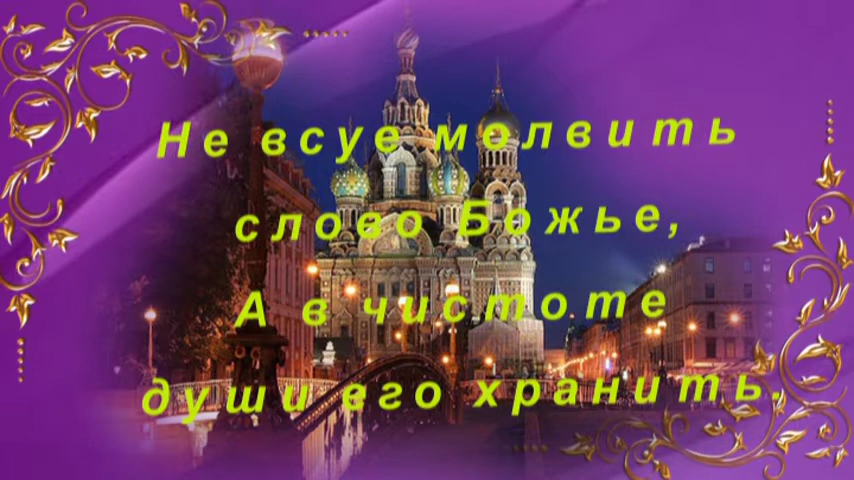 Не всуе молвить
слово Божье,
А в чистоте
души его хранить.